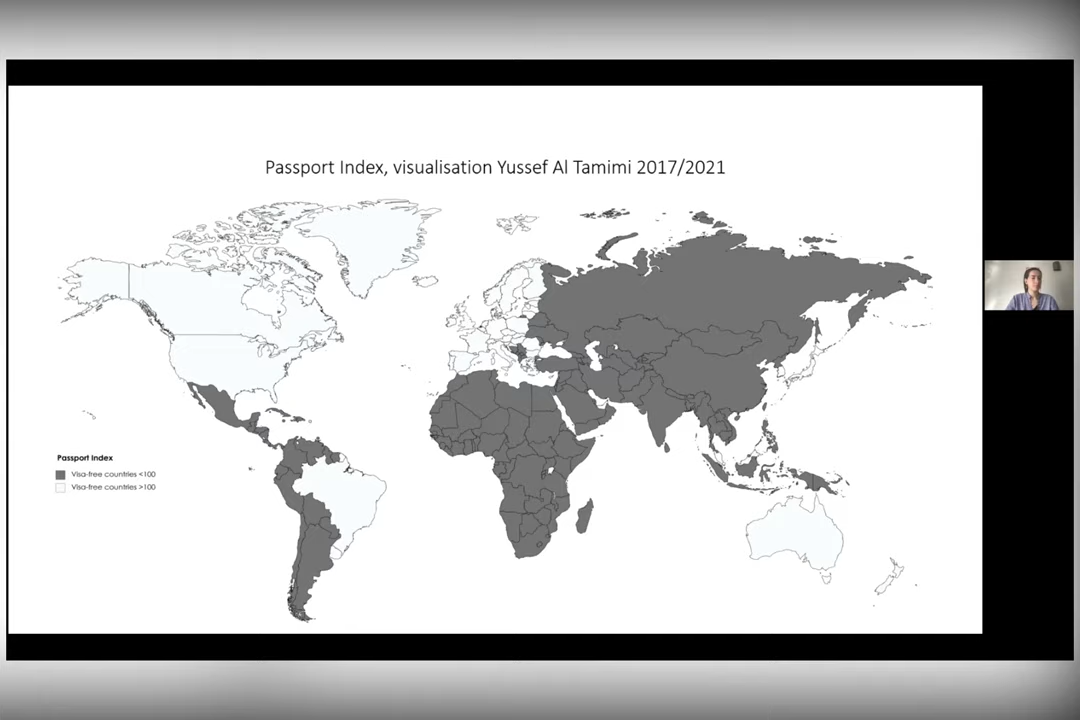 Passport Index, visualisation Yussef Al Tamimi 2017/2021
Passport Index
Visa-free countries <100
Visa-free countries >100